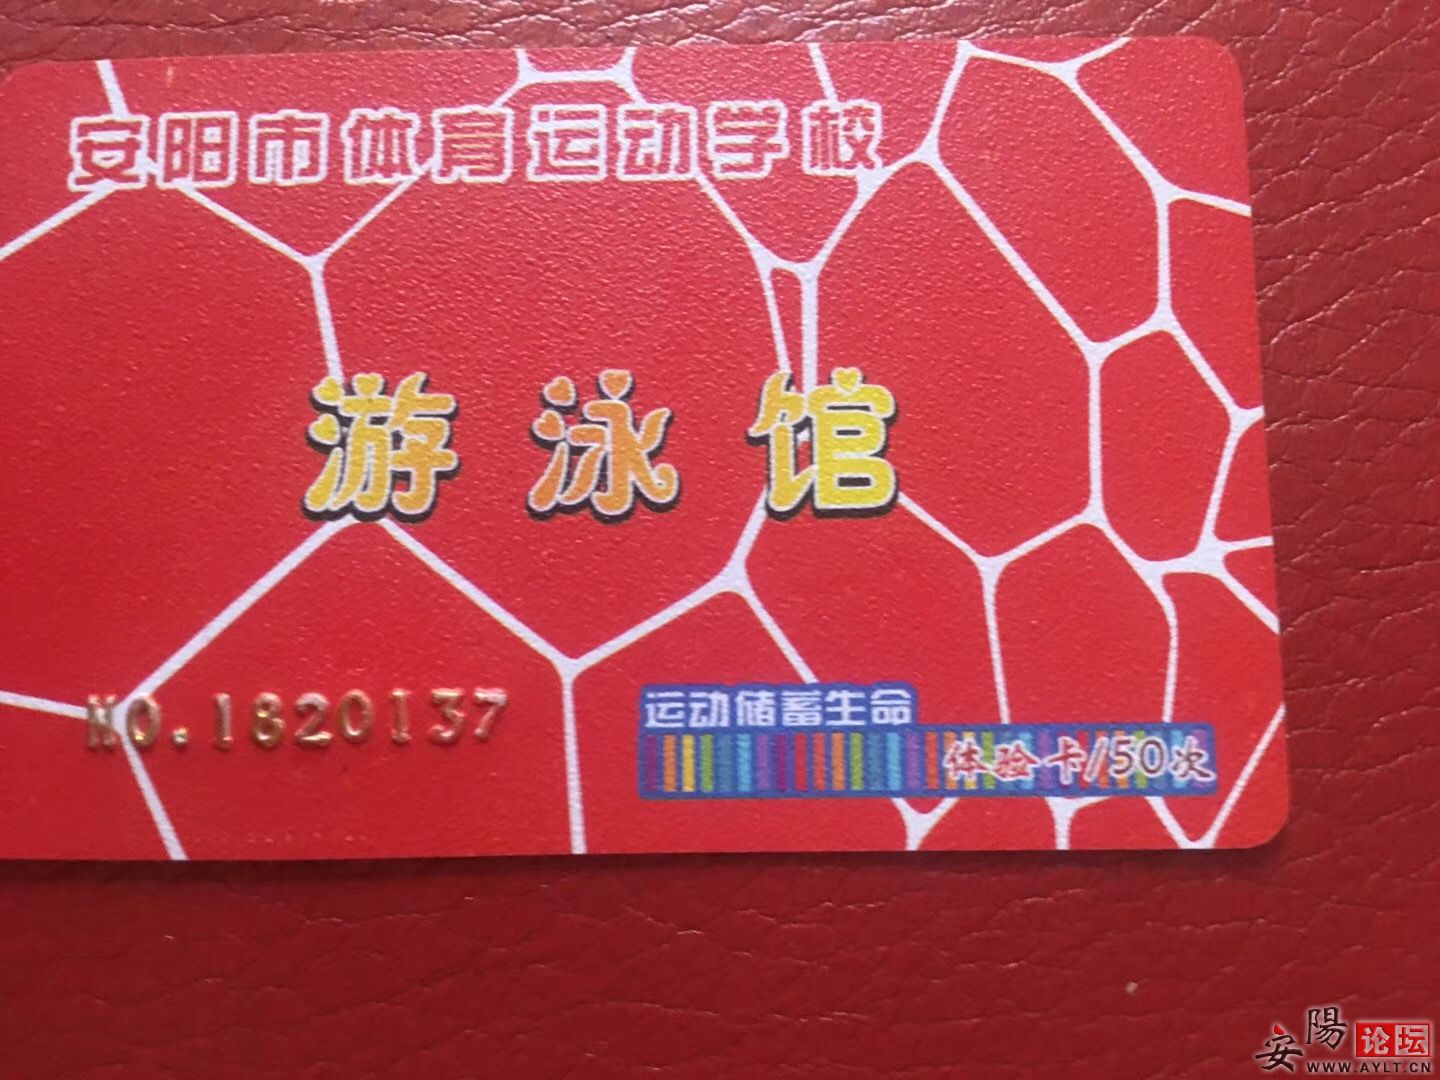 安阳市体育运动学校
游泳馆
NO.1820137
运动储蓄生命
体验卡/50次
安陽论坛
WWW.AYLT.CN